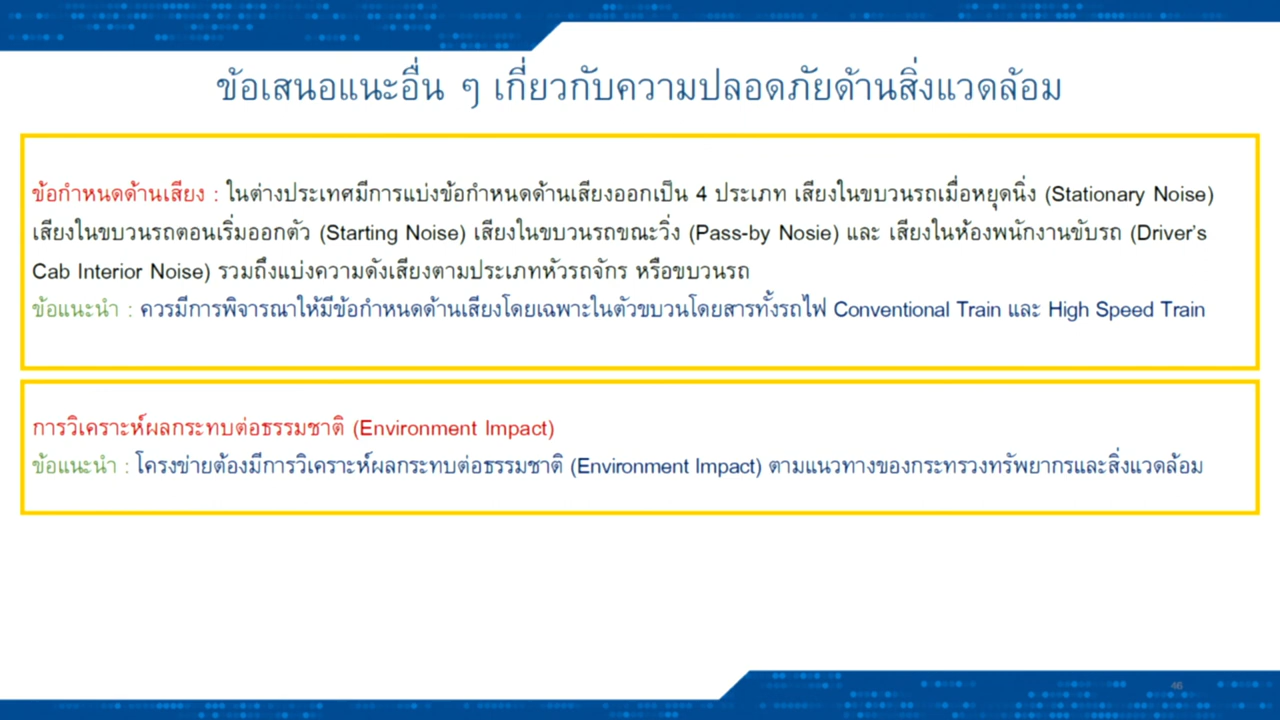 ข้อเสนอแนะอื่น ๆ เกี่ยวกับความปลอดภัยด้านสิ่งแวดล้อม
ข้อกำหนดด้านเสียง : ในต่างประเทศมีการแบ่งข้อกำหนดด้านเสียงออกเป็น 4 ประเภท เสียงในขบวนรถเมื่อหยุดนิ่ง (Stationary Noise)
เสียงในขบวนรถตอนเริ่มออกตัว (Starting Noise) เสียงในขบวนรถขณะวิ่ง (Pass-by Nosie) และ เสียงในห้องพนักงานขับรถ (Driver's
Cab Interior Noise) รวมถึงแบ่งความดังเสียงตามประเภทหัวรถจักร หรือขบวนรถ
ข้อแนะนำ : ควรมีการพิจารณาให้มีข้อกำหนดด้านเสียงโดยเฉพาะในตัวขบวนโดยสารทั้งรถไฟ Conventional Train และ High Speed Train
การวิเคราะห์ผลกระทบต่อธรรมชาติ (Environment Impact)
ข้อแนะนำ : โครงข่ายต้องมีการวิเคราะห์ผลกระทบต่อธรรมชาติ (Environment Impact) ตามแนวทางของกระทรวงทรัพยากรและสิ่งแวดล้อม
46